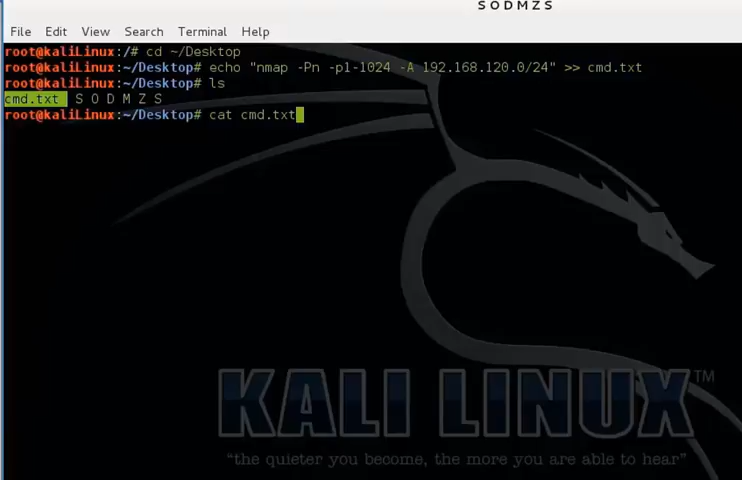 S O D M Z S
File Edit View Search Terminal Help
root@kaliLinux:/# cd ~/Desktop
root@kaliLinux:~/Desktop# echo "nmap -Pn -p1-1024 -A 192.168.120.0/24" >> cmd.txt
root@kaliLinux:~/Desktop# ls
cmd.txt S O D M Z S
root@kaliLinux:~/Desktop# cat cmd.txt
KALI LINUX™
"the quieter you become, the more you are able to hear"